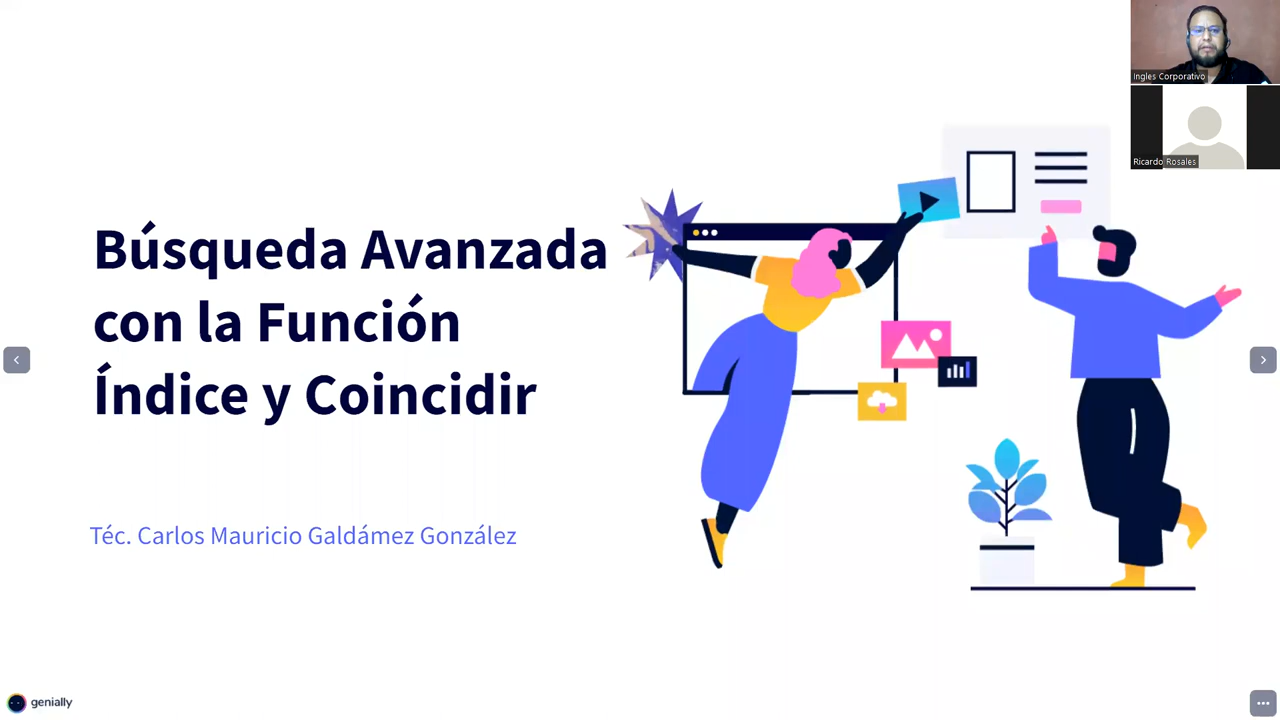 Ingles Corporativo
Ricardo Rosales
Búsqueda Avanzada
con la Función
Índice y Coincidir
Téc. Carlos Mauricio Galdámez González
genially